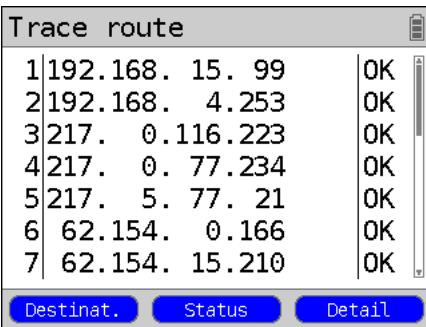 Trace route
1 192.168. 15. 99 OK
2 192.168. 4.253 OK
3 217. 0.116.223 OK
4 217. 0. 77.234 OK
5 217. 5. 77. 21 OK
6 62.154. 0.166 OK
7 62.154. 15.210 OK
Destinat. Status Detail